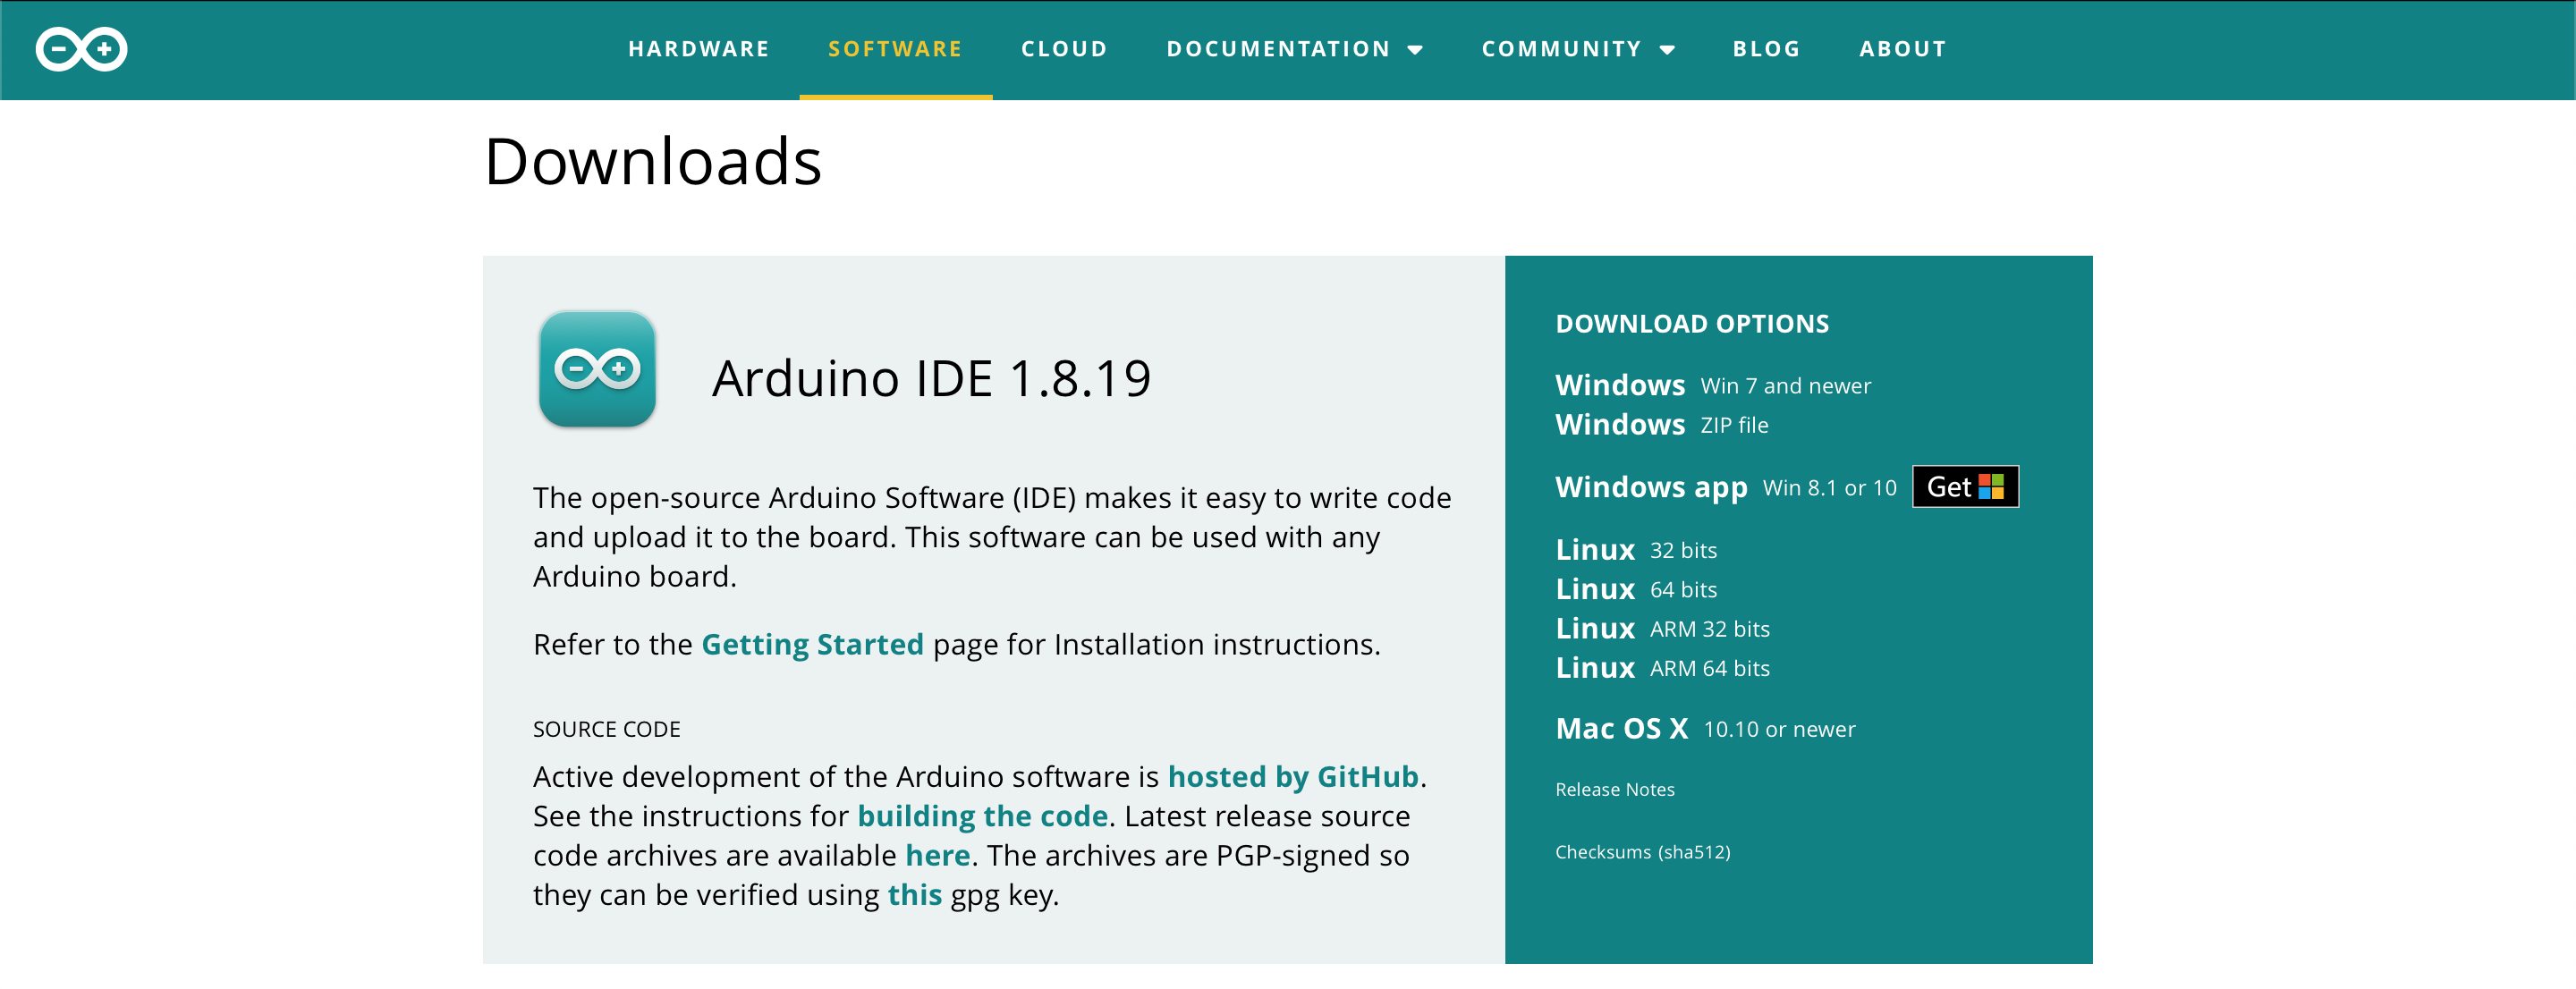 HARDWARE SOFTWARE CLOUD DOCUMENTATION COMMUNITY BLOG ABOUT
Downloads
Arduino IDE 1.8.19
The open-source Arduino Software (IDE) makes it easy to write code
and upload it to the board. This software can be used with any
Arduino board.
Refer to the Getting Started page for Installation instructions.
SOURCE CODE
Active development of the Arduino software is hosted by GitHub.
See the instructions for building the code. Latest release source
code archives are available here. The archives are PGP-signed so
they can be verified using this gpg key.
DOWNLOAD OPTIONS
Windows Win 7 and newer
Windows ZIP file
Windows app Win 8.1 or 10 Get
Linux 32 bits
Linux 64 bits
Linux ARM 32 bits
Linux ARM 64 bits
Mac OS X 10.10 or newer
Release Notes
Checksums (sha512)